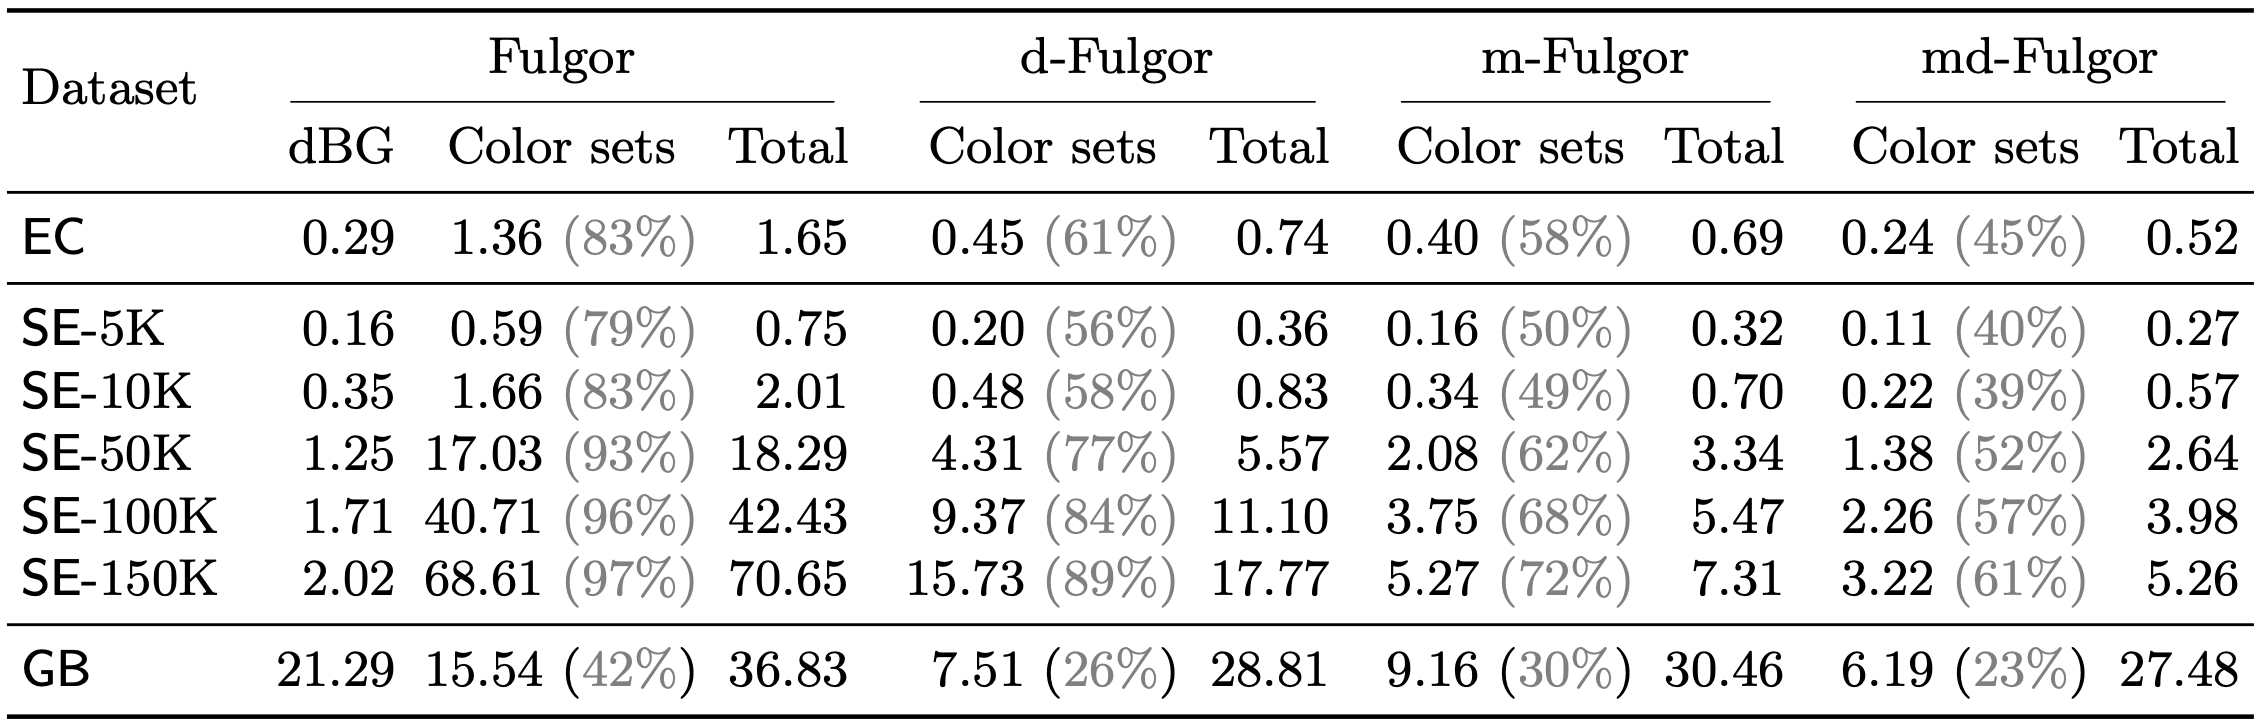 Dataset Fulgor d-Fulgor m-Fulgor md-Fulgor
dBG Color sets Total Color sets Total Color sets Total Color sets Total
EC 0.29 1.36 (83%) 1.65 0.45 (61%) 0.74 0.40 (58%) 0.69 0.24 (45%) 0.52
SE-5K 0.16 0.59 (79%) 0.75 0.20 (56%) 0.36 0.16 (50%) 0.32 0.11 (40%) 0.27
SE-10K 0.35 1.66 (83%) 2.01 0.48 (58%) 0.83 0.34 (49%) 0.70 0.22 (39%) 0.57
SE-50K 1.25 17.03 (93%) 18.29 4.31 (77%) 5.57 2.08 (62%) 3.34 1.38 (52%) 2.64
SE-100K 1.71 40.71 (96%) 42.43 9.37 (84%) 11.10 3.75 (68%) 5.47 2.26 (57%) 3.98
SE-150K 2.02 68.61 (97%) 70.65 15.73 (89%) 17.77 5.27 (72%) 7.31 3.22 (61%) 5.26
GB 21.29 15.54 (42%) 36.83 7.51 (26%) 28.81 9.16 (30%) 30.46 6.19 (23%) 27.48